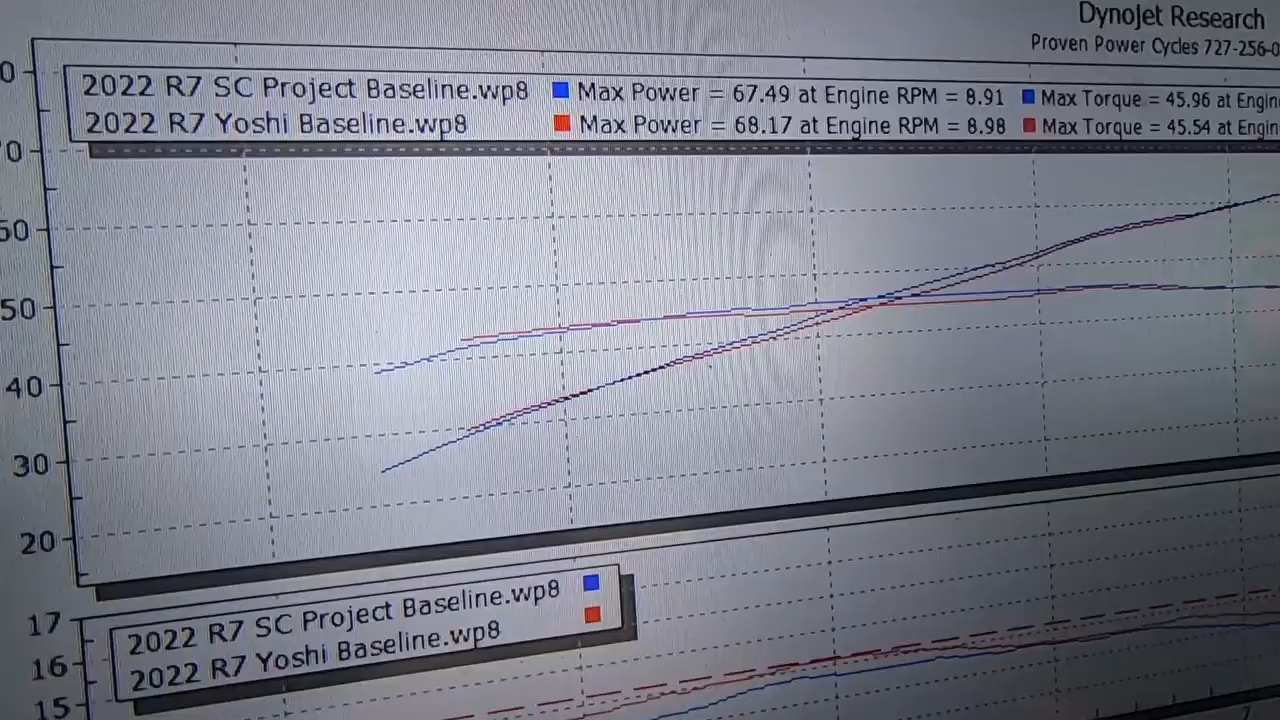 DynoJet Research
Proven Power Cycles 727-256-0
2022 R7 SC Project Baseline.wp8 Max Power = 67.49 at Engine RPM = 8.91 Max Torque = 45.96 at Engin
2022 R7 Yoshi Baseline.wp8 Max Power = 68.17 at Engine RPM = 8.98 Max Torque = 45.54 at Engin
0
0
50
40
30
20
2022 R7 SC Project Baseline.wp8
2022 R7 Yoshi Baseline.wp8
17
16
15